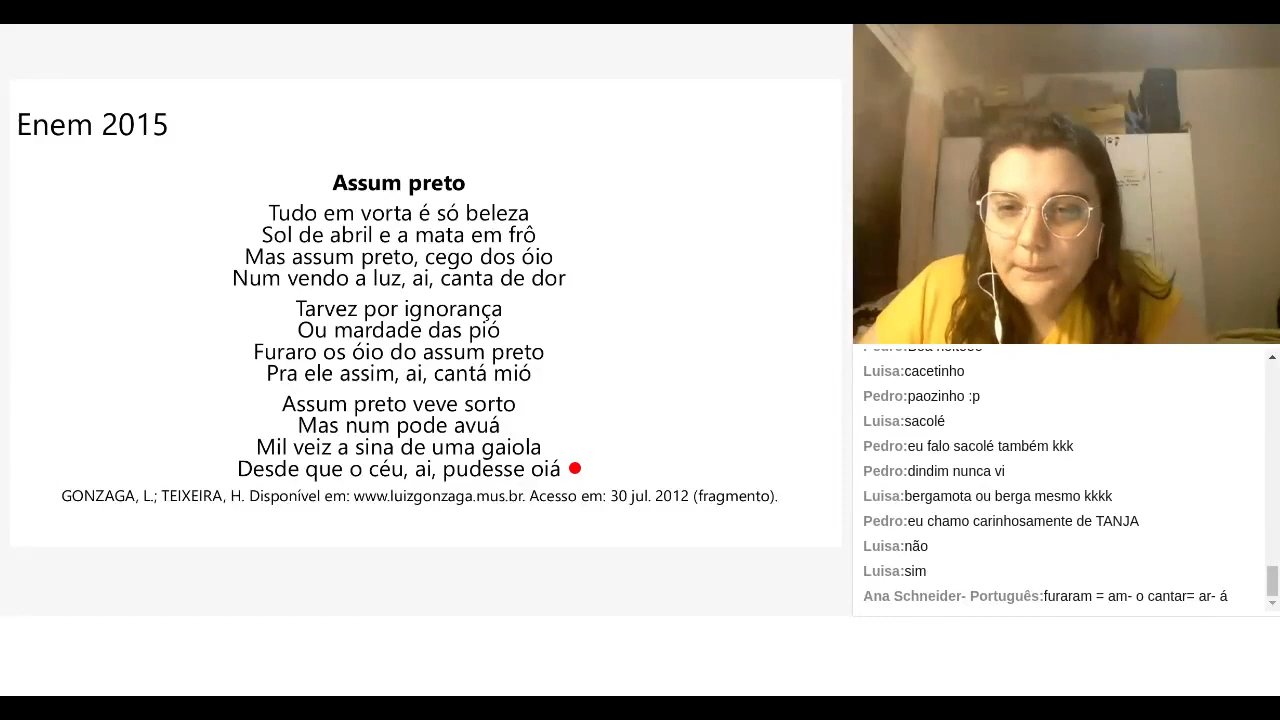 Enem 2015
Assum preto
Tudo em vorta é só beleza
Sol de abril e a mata em frô
Mas assum preto, cego dos óio
Num vendo a luz, ai, canta de dor
Tarvez por ignorança
Ou mardade das pió
Furaro os óio do assum preto
Pra ele assim, ai, cantá mió
Assum preto veve sorto
Mas num pode avuá
Mil veiz a sina de uma gaiola
Desde que o céu, ai, pudesse oiá
GONZAGA, L.; TEIXEIRA, H. Disponível em: www.luizgonzaga.mus.br. Acesso em: 30 jul. 2012 (fragmento).
Luisa:cacetinho
Pedro:paozinho :p
Luisa:sacolé
Pedro:eu falo sacolé também kkk
Pedro:dindim nunca vi
Luisa:bergamota ou berga mesmo kkkk
Pedro:eu chamo carinhosamente de TANJA
Luisa:não
Luisa:sim
Ana Schneider- Português:furaram = am- o cantar= ar- á